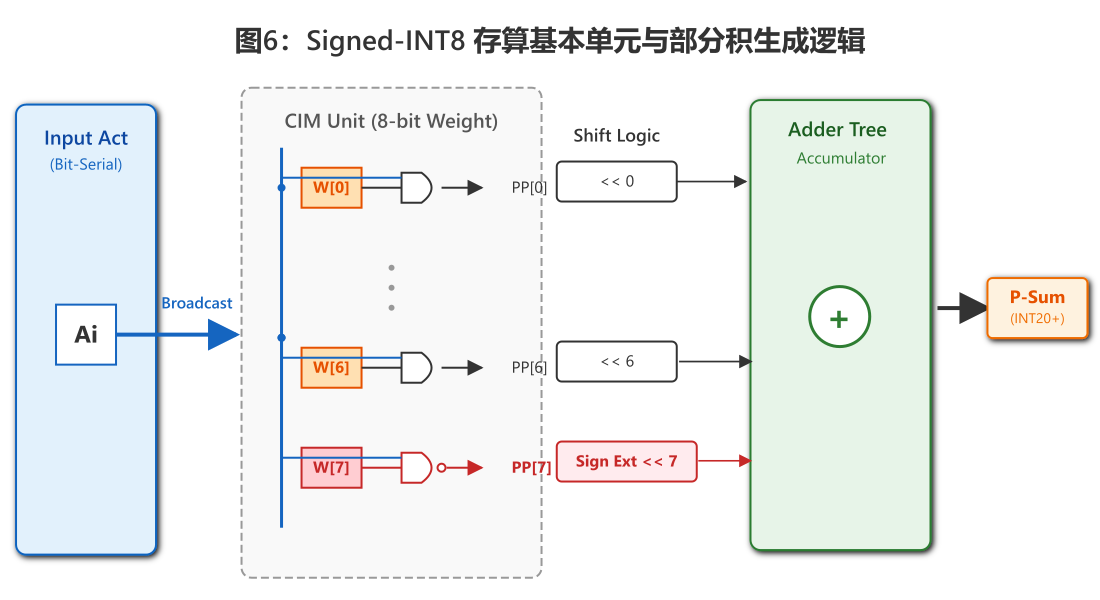 图6：Signed-INT8 存算基本单元与部分积生成逻辑
Input Act
(Bit-Serial)
Ai
Broadcast
CIM Unit (8-bit Weight)
W[0]
PP[0]
W[6]
PP[6]
W[7]
PP[7]
Shift Logic
<< 0
<< 6
Sign Ext << 7
Adder Tree
Accumulator
+
P-Sum
(INT20+)